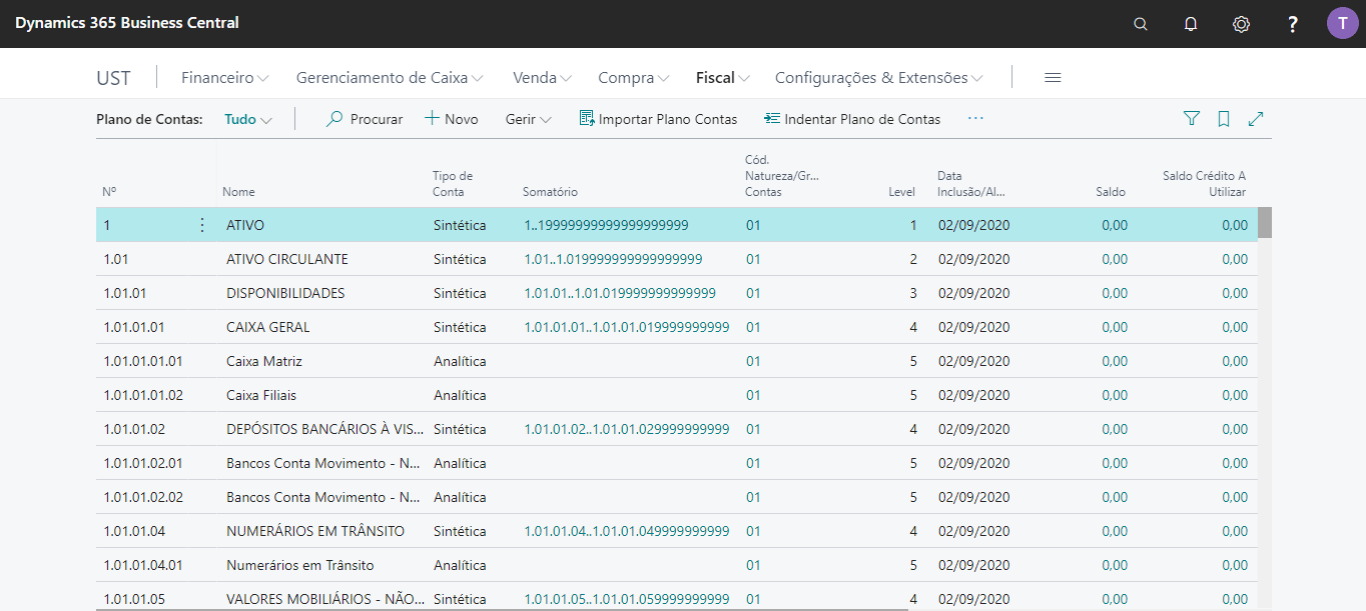 Dynamics 365 Business Central
? T
UST Financeiro Gerenciamento de Caixa Venda Compra Fiscal Configurações & Extensões
Plano de Contas: Tudo Procurar Novo Gerir Importar Plano Contas Indentar Plano de Contas ...
Nº Nome Tipo de Conta Somatório Cód. Natureza/Gr... Contas Level Data Inclusão/Al... Saldo Saldo Crédito A Utilizar
1 ATIVO Sintética 1..19999999999999999999 01 1 02/09/2020 0,00 0,00
1.01 ATIVO CIRCULANTE Sintética 1.01..1.019999999999999999 01 2 02/09/2020 0,00 0,00
1.01.01 DISPONIBILIDADES Sintética 1.01.01..1.01.019999999999999 01 3 02/09/2020 0,00 0,00
1.01.01.01 CAIXA GERAL Sintética 1.01.01.01..1.01.01.019999999999 01 4 02/09/2020 0,00 0,00
1.01.01.01.01 Caixa Matriz Analítica 01 5 02/09/2020 0,00 0,00
1.01.01.01.02 Caixa Filiais Analítica 01 5 02/09/2020 0,00 0,00
1.01.01.02 DEPÓSITOS BANCÁRIOS À VIS... Sintética 1.01.01.02..1.01.01.029999999999 01 4 02/09/2020 0,00 0,00
1.01.01.02.01 Bancos Conta Movimento - N... Analítica 01 5 02/09/2020 0,00 0,00
1.01.01.02.02 Bancos Conta Movimento - N... Analítica 01 5 02/09/2020 0,00 0,00
1.01.01.04 NUMERÁRIOS EM TRÂNSITO Sintética 1.01.01.04..1.01.01.049999999999 01 4 02/09/2020 0,00 0,00
1.01.01.04.01 Numerários em Trânsito Analítica 01 5 02/09/2020 0,00 0,00
1.01.01.05 VALORES MOBILIÁRIOS - NÃO... Sintética 1.01.01.05..1.01.01.059999999999 01 4 02/09/2020 0,00 0,00